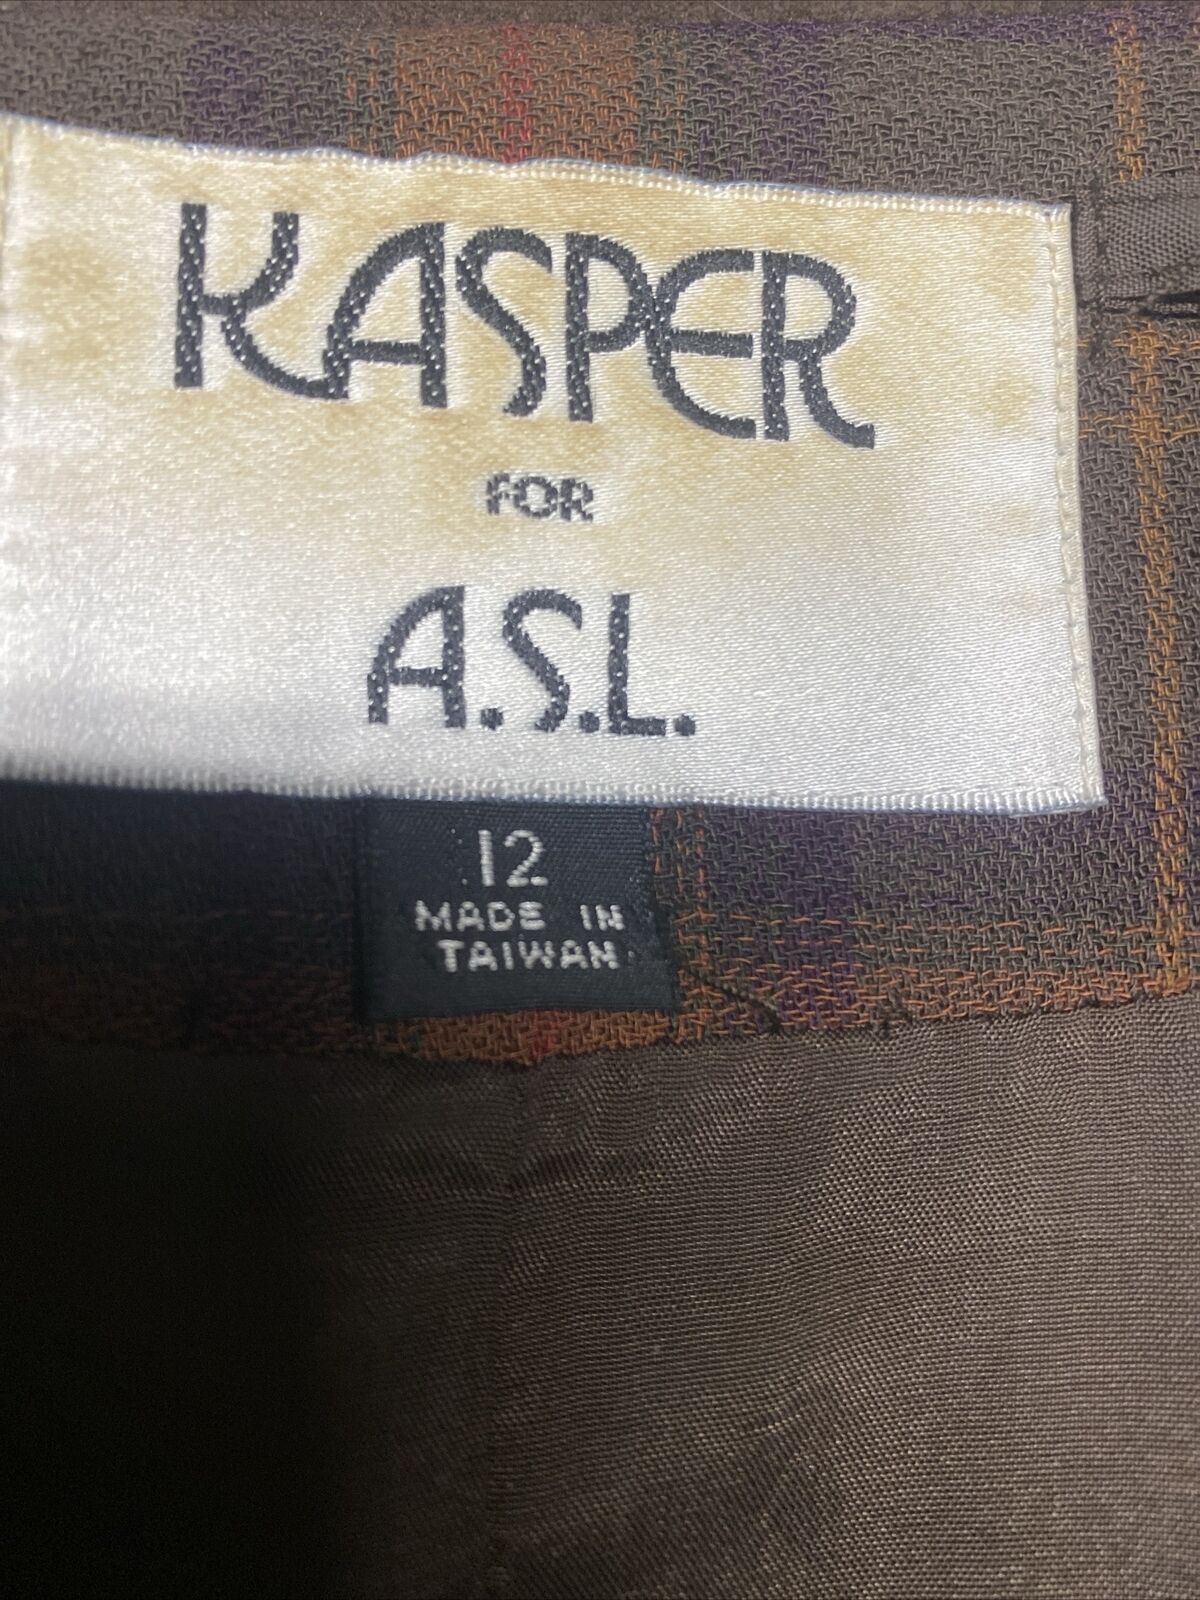 KASPER
FOR
A.S.L.
12
MADE IN
TAIWAN